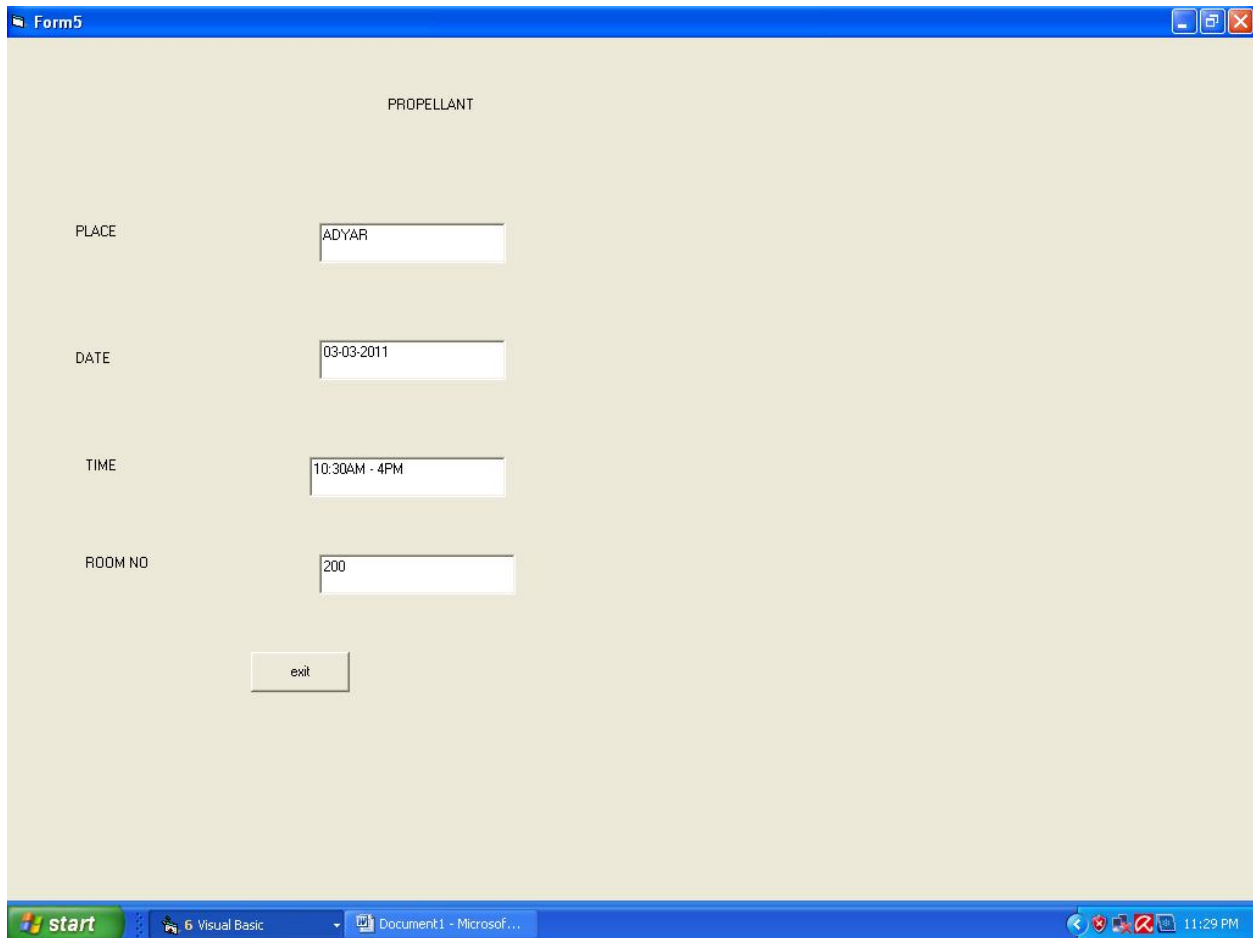 Form5
PROPELLANT
PLACE
ADYAR
DATE
03-03-2011
TIME
10:30AM - 4PM
ROOM NO
200
exit
start
6 Visual Basic
Document1 - Microsof...
11:29 PM